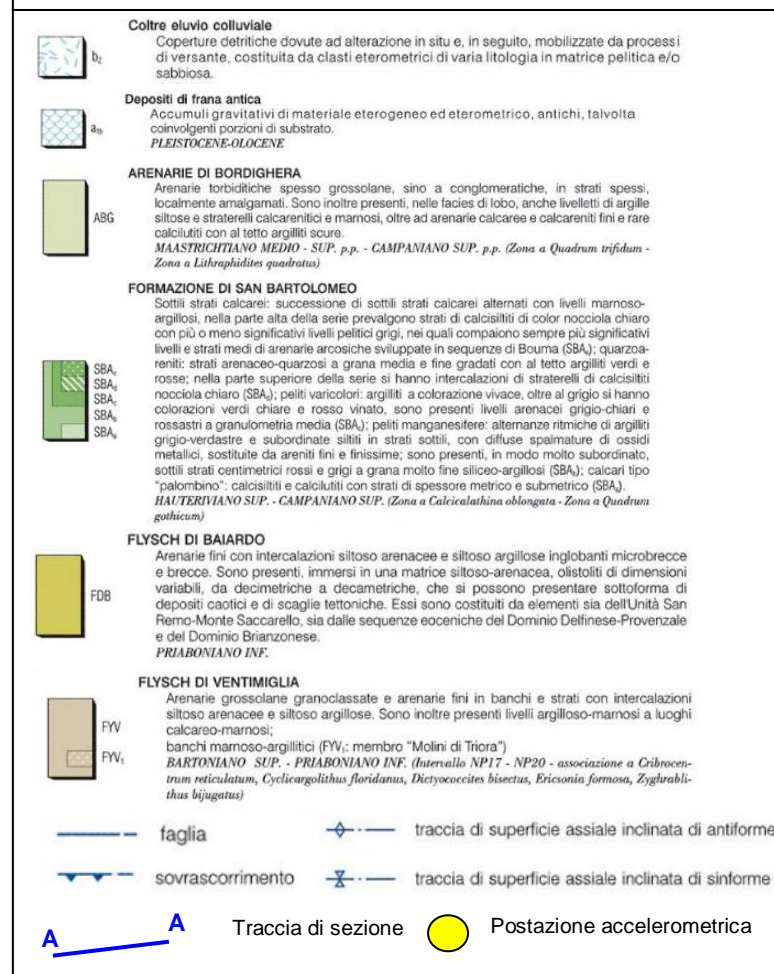 Coltre eluvio colluviale
Coperture detritiche dovute ad alterazione in situ e, in seguito, mobilizzate da processi
di versante, costituita da clasti eterometrici di varia litologia in matrice pelitica e/o
sabbiosa.
b2
Depositi di frana antica
Accumuli gravitativi di materiale eterogeneo ed eterometrico, antichi, talvolta
coinvolgenti porzioni di substrato.
PLEISTOCENE-OLOCENE
ARENARIE DI BORDIGHERA
Arenarie torbiditiche spesso grossolane, sino a conglomeratiche, in strati spessi,
localmente amalgamati. Sono inoltre presenti, nelle facies di lobo, anche livelletti di argille
siltose e straterelli calcarenitici e marnosi, oltre ad arenarie calcaree e calcareniti fini e rare
calcilutiti con al tetto argilliti scure.
MAASTRICHTIANO MEDIO - SUP. p.p. - CAMPANIANO SUP. p.p. (Zona a Quadrum trifidum -
Zona a Lithraphidites quadratus)
ABG
FORMAZIONE DI SAN BARTOLOMEO
Sottili strati calcarei: successione di sottili strati calcarei alternati con livelli marnoso-
argillosi, nella parte alta della serie prevalgono strati di calcisiltiti di color nocciola chiaro
con più o meno significativi livelli pelitici grigi, nei quali compaiono sempre più significativi
livelli e strati medi di arenarie arcosiche sviluppate in sequenze di Bouma (SBAe); quarzoa-
reniti: strati arenaceo-quarzosi a grana media e fine gradati con al tetto argilliti verdi e
rosse; nella parte superiore della serie si hanno intercalazioni di straterelli di calcisiltiti
nocciola chiaro (SBAd); peliti varicolori: argilliti a colorazione vivace, oltre al grigio si hanno
colorazioni verdi chiare e rosso vinato, sono presenti livelli arenacei grigio-chiari e
rossastri a granulometria media (SBAc); peliti manganesifere: alternanze ritmiche di argilliti
grigio-verdastre e subordinate siltiti in strati sottili, con diffuse spalmature di ossidi
metallici, sostituite da areniti fini e finissime; sono presenti, in modo molto subordinato,
sottili strati centimetrici rossi e grigi a grana molto fine siliceo-argillosi (SBAb); calcari tipo
"palombino": calcisiltiti e calcilutiti con strati di spessore metrico e submetrico (SBAa).
HAUTERIVIANO SUP. - CAMPANIANO SUP. (Zona a Calcicalathina oblongata - Zona a Quadrum
gothicum)
SBAe
SBAd
SBAc
SBAb
SBAa
FLYSCH DI BAIARDO
Arenarie fini con intercalazioni siltoso arenacee e siltoso argillose inglobanti microbrecce
e brecce. Sono presenti, immersi in una matrice siltoso-arenacea, olistoliti di dimensioni
variabili, da decimetriche a decametriche, che si possono presentare sottoforma di
depositi caotici e di scaglie tettoniche. Essi sono costituiti da elementi sia dell'Unità San
Remo-Monte Saccarello, sia dalle sequenze eoceniche del Dominio Delfinese-Provenzale
e del Dominio Brianzonese.
PRIABONIANO INF.
FDB
FLYSCH DI VENTIMIGLIA
Arenarie grossolane granoclassate e arenarie fini in banchi e strati con intercalazioni
siltoso arenacee e siltoso argillose. Sono inoltre presenti livelli argilloso-marnosi a luoghi
calcareo-marnosi;
banchi marnoso-argillitici (FYV1: membro "Molini di Triora")
BARTONIANO SUP. - PRIABONIANO INF. (Intervallo NP17 - NP20 - associazione a Cribrocen-
trum reticulatum, Cyclicargolithus floridanus, Dictyococcites bisectus, Ericsonia formosa, Zyghrabli-
thus bijugatus)
FYV
FYV1
faglia
traccia di superficie assiale inclinata di antiforme
sovrascorrimento
traccia di superficie assiale inclinata di sinforme
A A
Traccia di sezione
Postazione accelerometrica